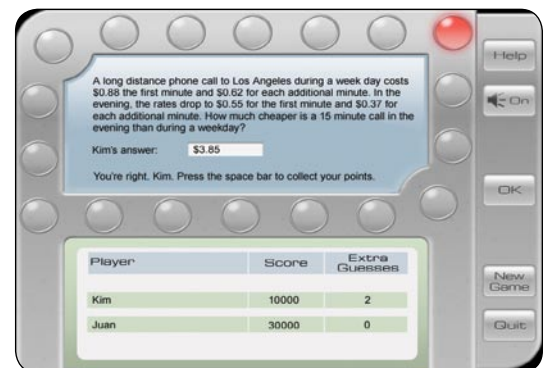 A long distance phone call to Los Angeles during a week day costs
$0.88 the first minute and $0.62 for each additional minute. In the
evening, the rates drop to $0.55 for the first minute and $0.37 for
each additional minute. How much cheaper is a 15 minute call in the
evening than during a weekday?
Kim's answer: $3.85
You're right, Kim. Press the space bar to collect your points.
Help
On
OK
New
Game
Quit
Player Score Extra
Guesses
Kim 10000 2
Juan 30000 0